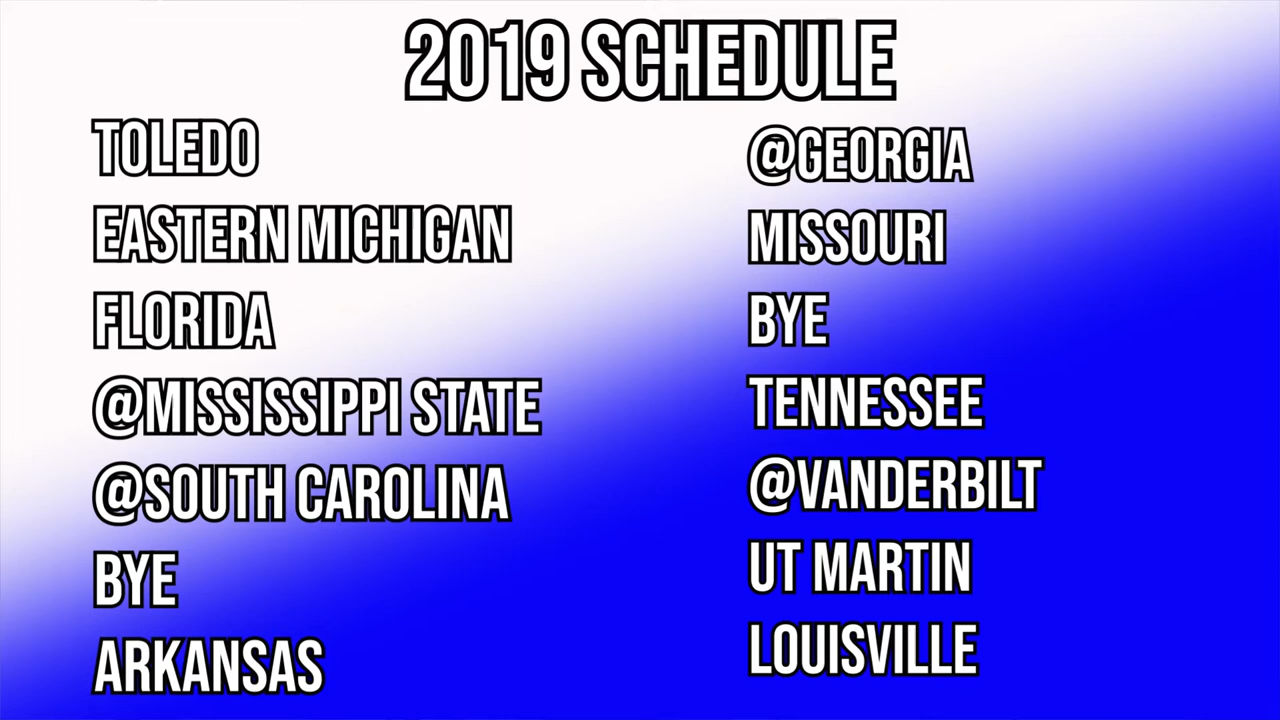 2019 SCHEDULE
TOLEDO
EASTERN MICHIGAN
FLORIDA
@MISSISSIPPI STATE
@SOUTH CAROLINA
BYE
ARKANSAS
@GEORGIA
MISSOURI
BYE
TENNESSEE
@VANDERBILT
UT MARTIN
LOUISVILLE